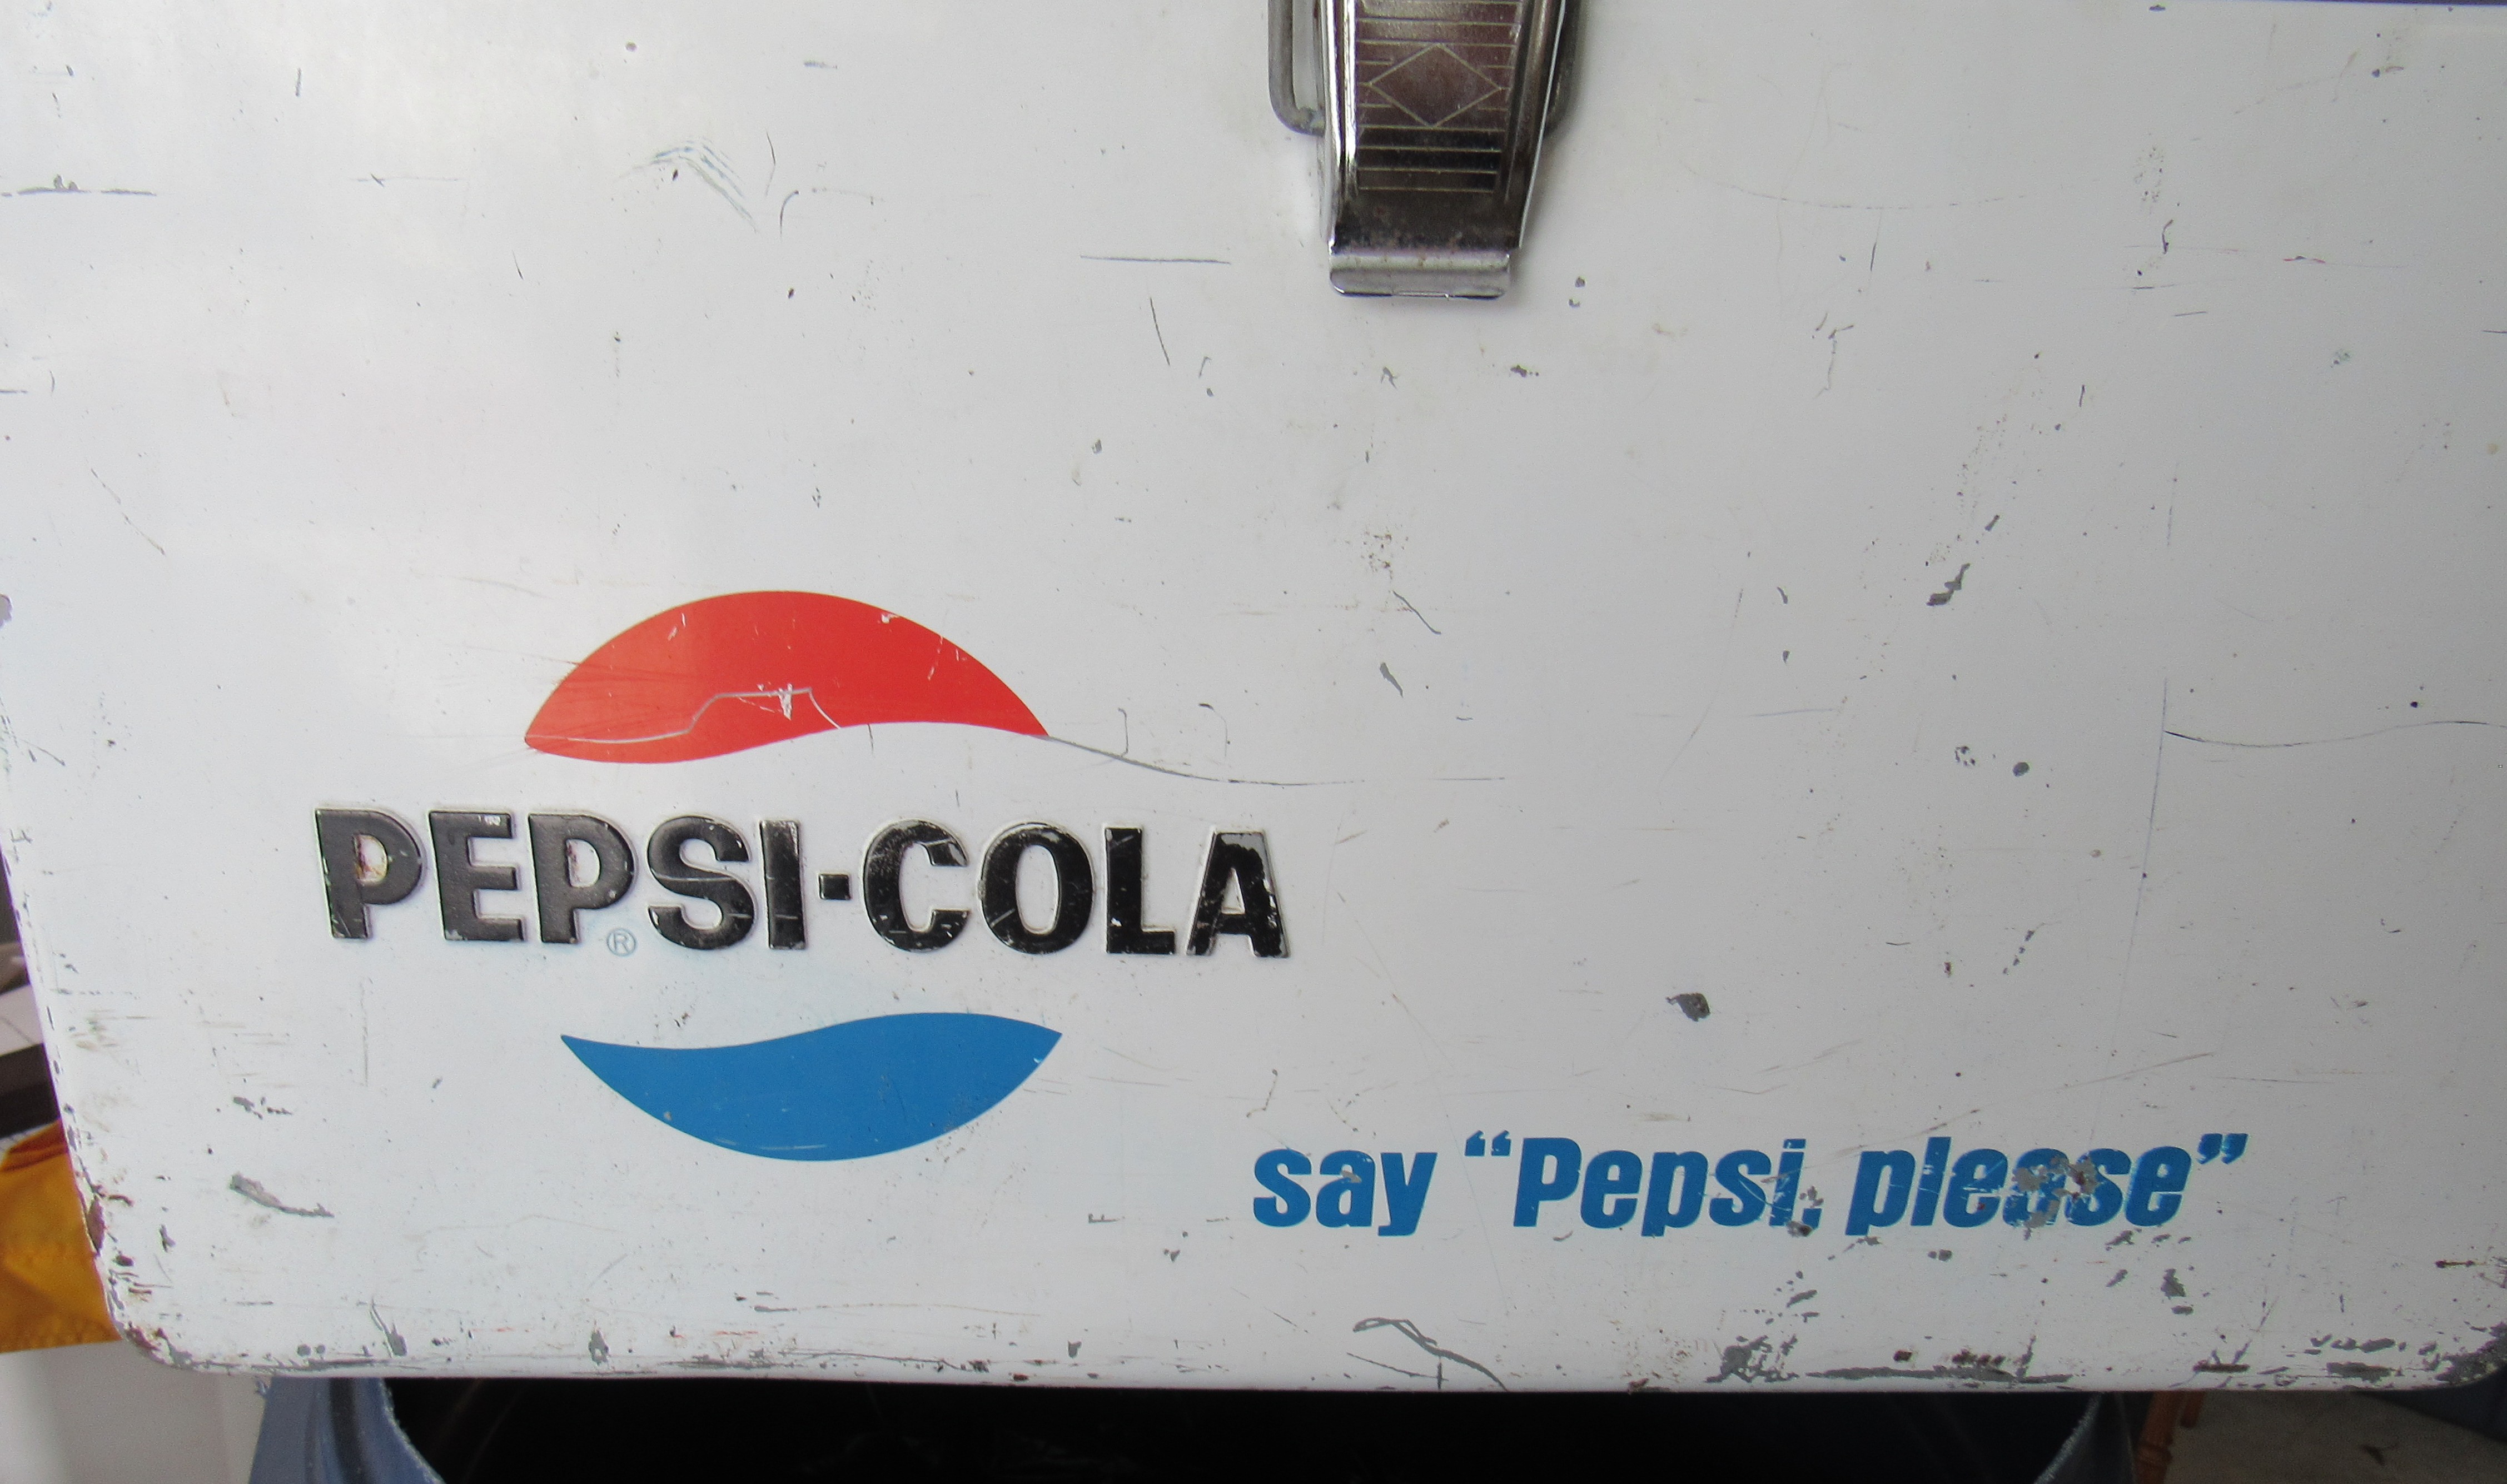 PEPSI-COLA
®
say “Pepsi, please”